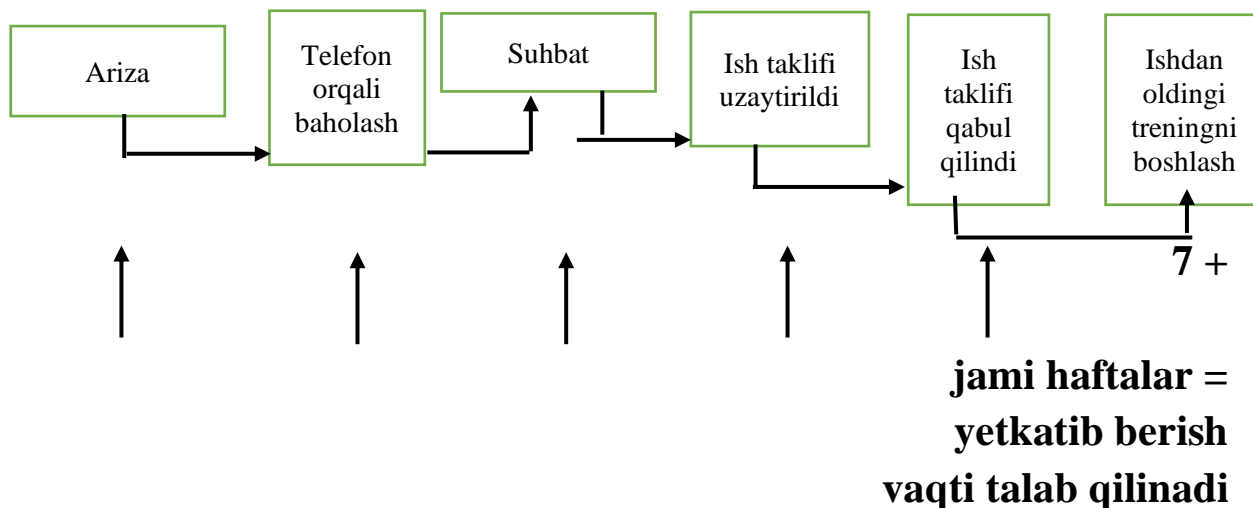 Ariza
Telefon
orqali
baholash
Suhbat
Ish taklifi
uzaytirildi
Ish
taklifi
qabul
qilindi
Ishdan
oldingi
treningni
boshlash
7 +
jami haftalar =
yetkatib berish
vaqti talab qilinadi